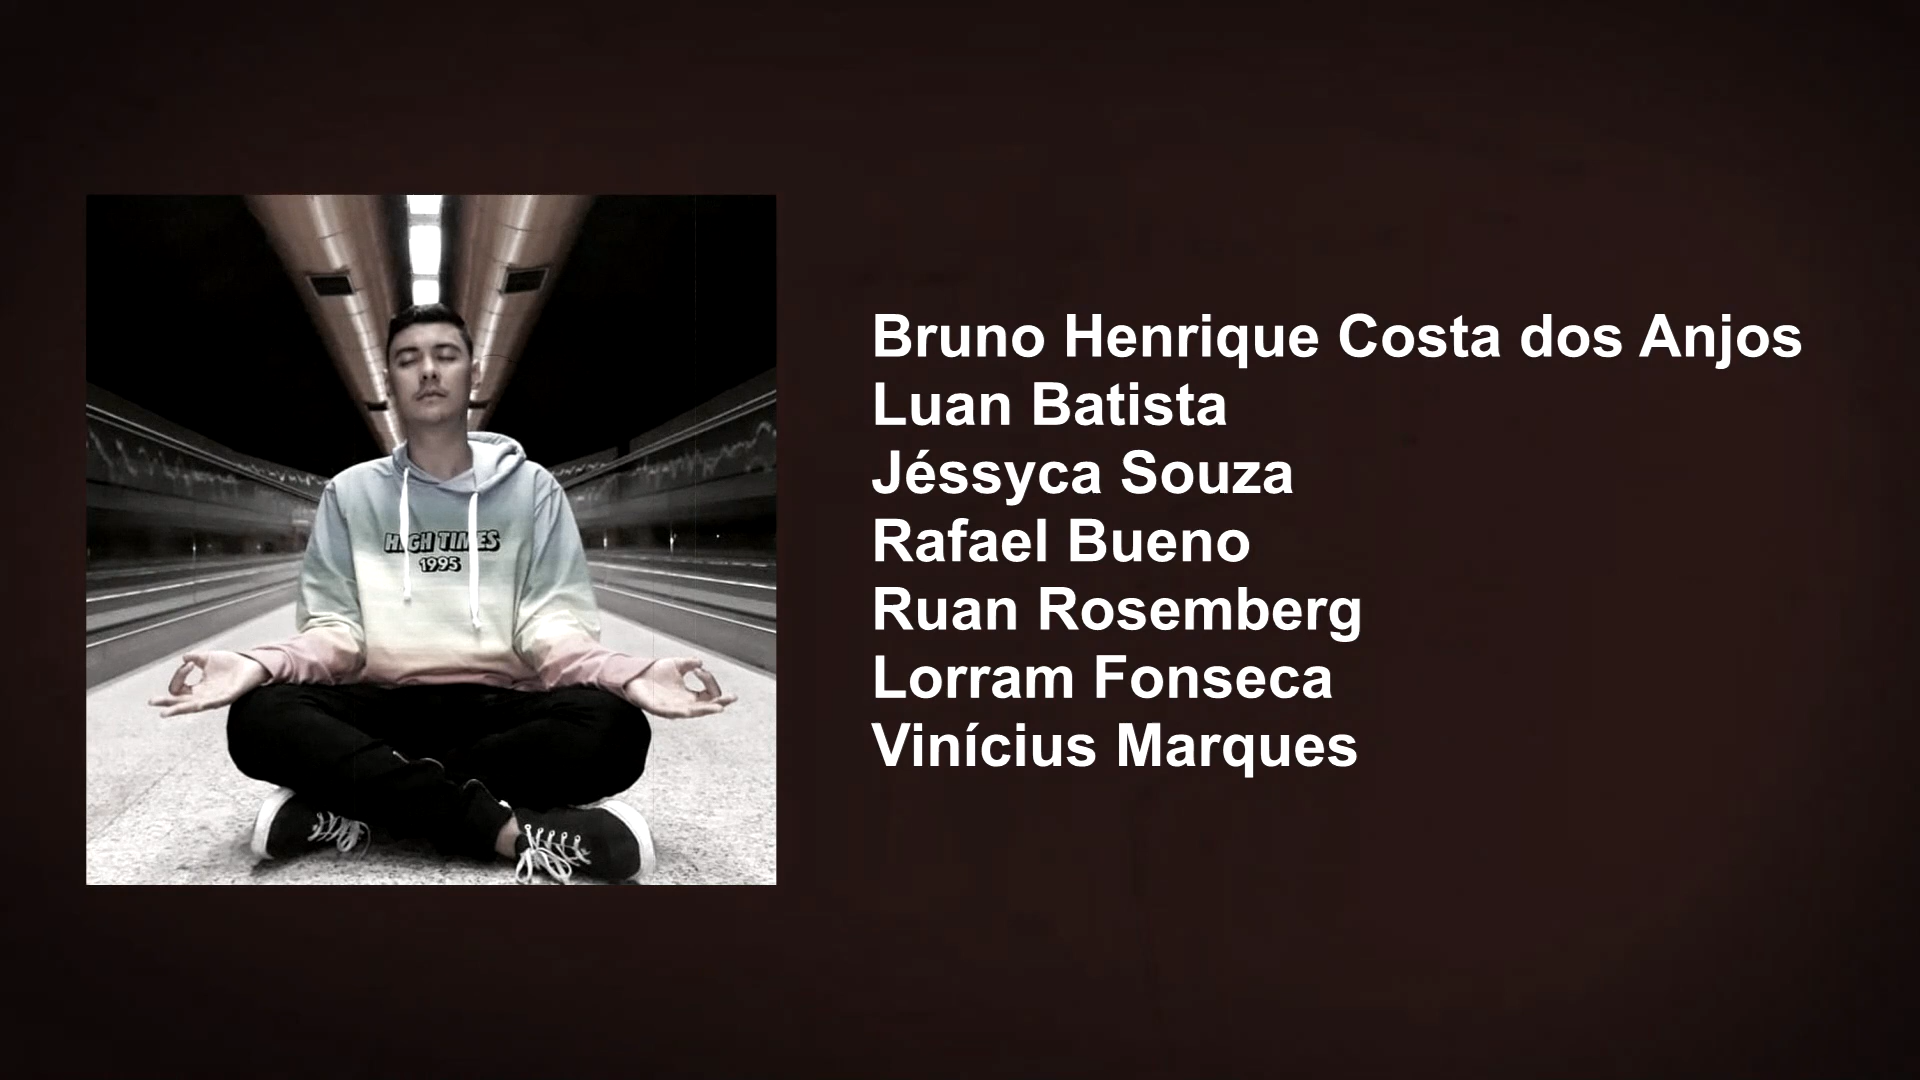 HIGH TIMES
1995
Bruno Henrique Costa dos Anjos
Luan Batista
Jéssyca Souza
Rafael Bueno
Ruan Rosemberg
Lorram Fonseca
Vinícius Marques